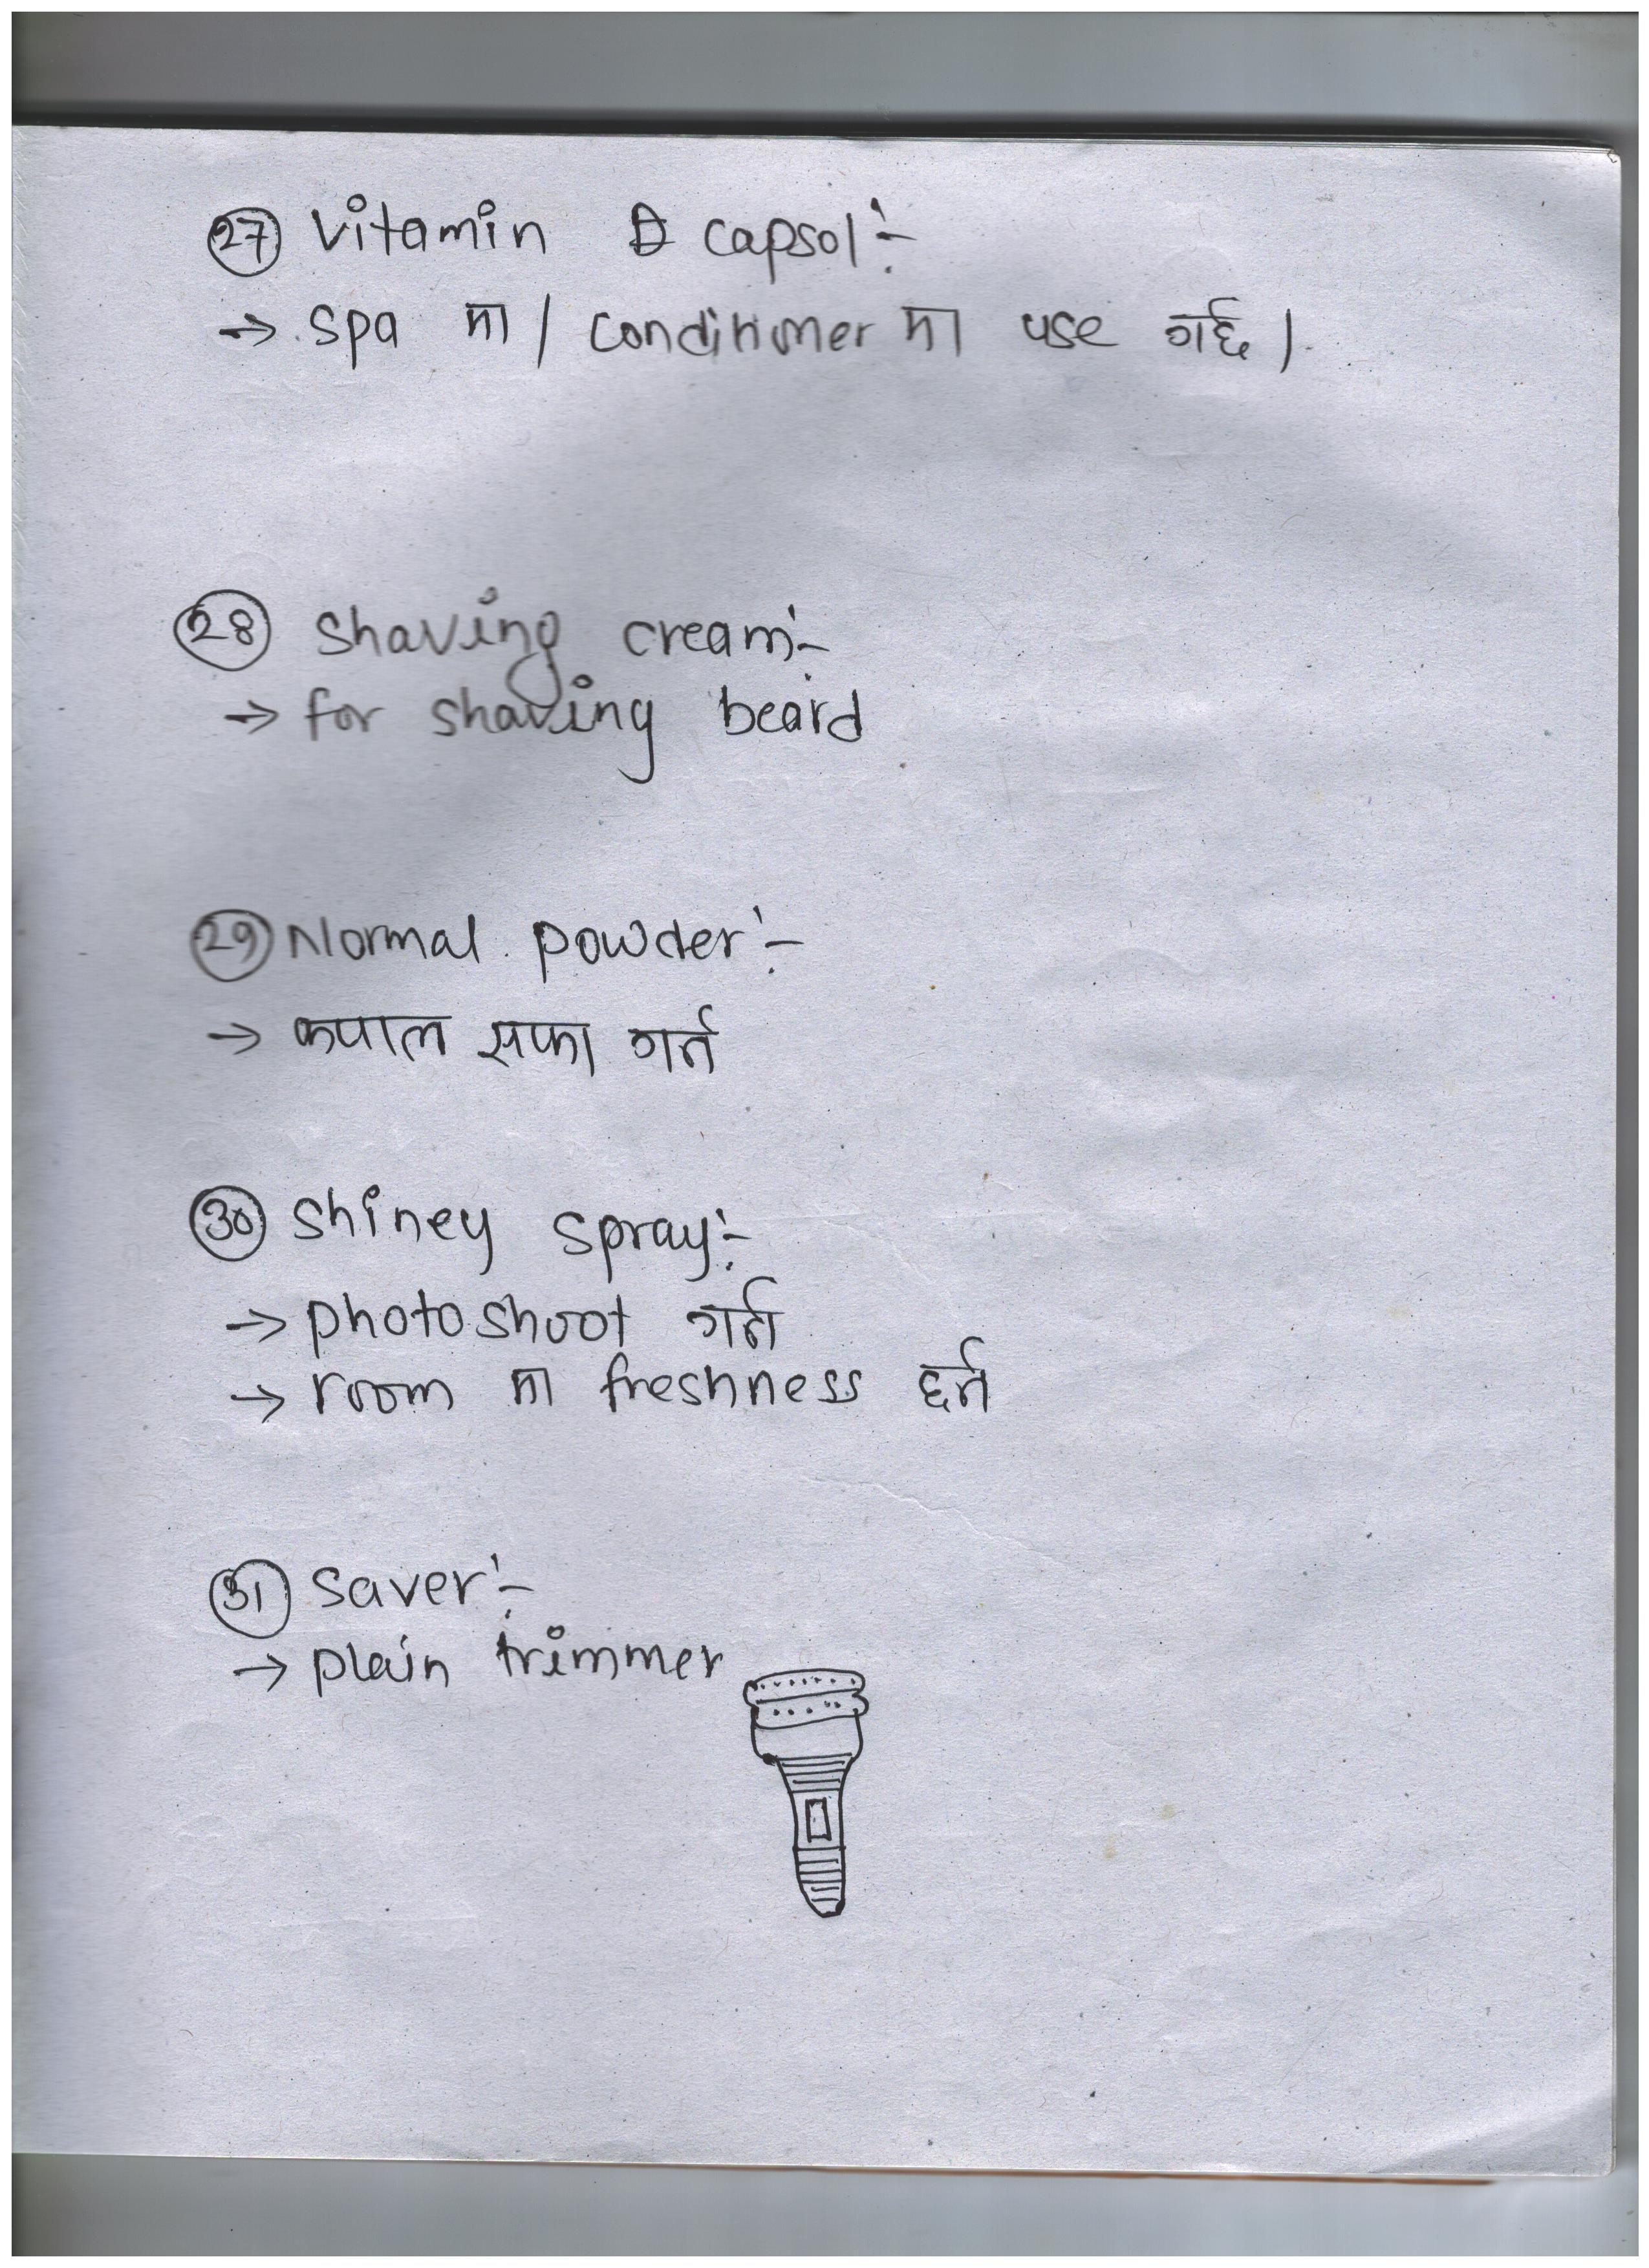 27 Vitamin D capsol:-
→ spa मा / conditioner मा use गर्छ।
28 shaving cream:-
→ for shaving beard
29 Normal powder:-
→ कपाल सफा गर्न
30 shiney spray:-
→ photoshoot गर्न
→ room मा freshness छर्न
31 saver:-
→ plain trimmer